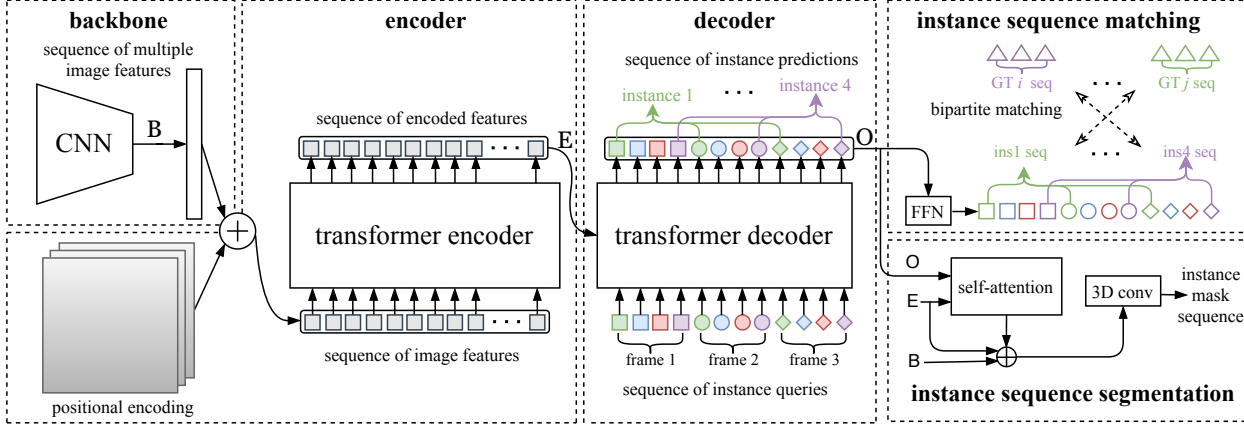 backbone
sequence of multiple
image features
CNN
B
positional encoding
encoder
sequence of encoded features
E
transformer encoder
sequence of image features
decoder
sequence of instance predictions
instance 1
instance 4
O
transformer decoder
frame 1
frame 2
frame 3
sequence of instance queries
instance sequence matching
GT i seq
GT j seq
bipartite matching
ins1 seq
ins4 seq
FFN
O
self-attention
E
3D conv
instance
mask
sequence
B
instance sequence segmentation